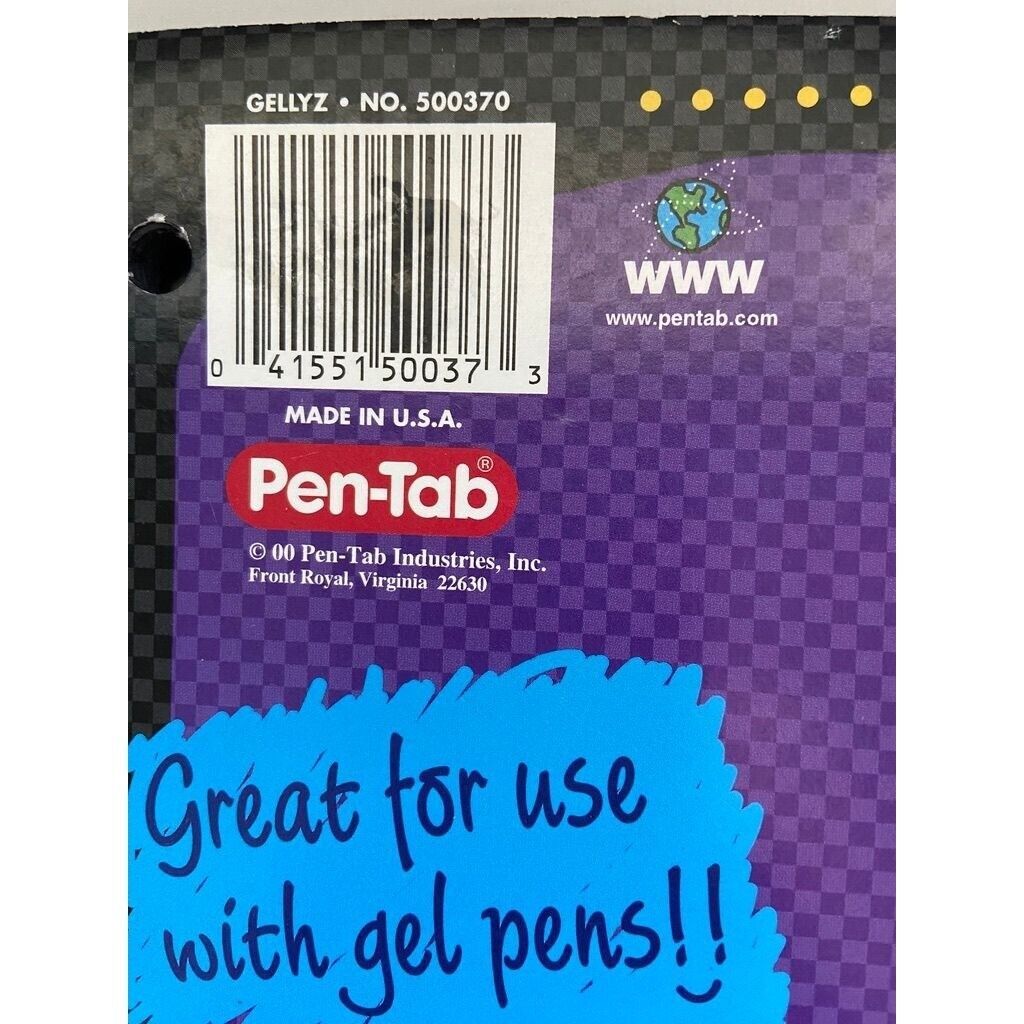 GELLYZ • NO. 500370
0 41551 50037 3
WWW
www.pentab.com
MADE IN U.S.A.
Pen-Tab®
© 00 Pen-Tab Industries, Inc.
Front Royal, Virginia 22630
Great for use
with gel pens!!